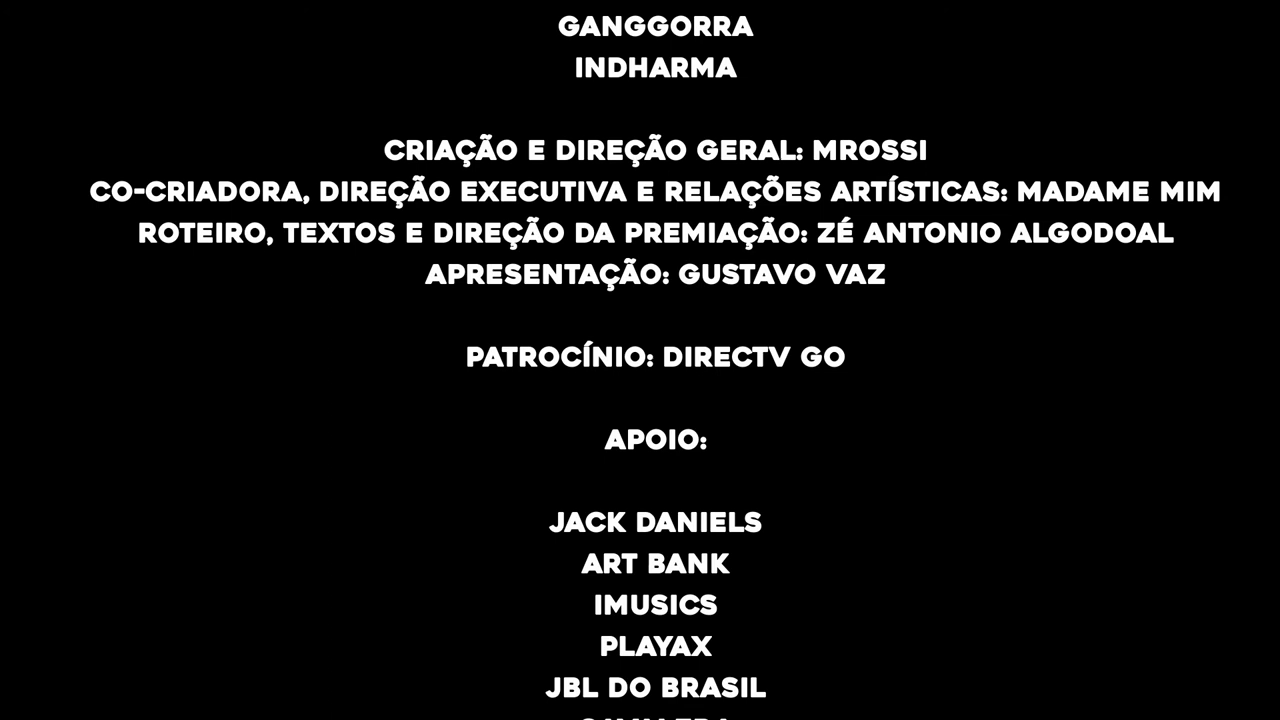 GANGGORRA
INDHARMA
CRIAÇÃO E DIREÇÃO GERAL: MROSSI
CO-CRIADORA, DIREÇÃO EXECUTIVA E RELAÇÕES ARTÍSTICAS: MADAME MIM
ROTEIRO, TEXTOS E DIREÇÃO DA PREMIAÇÃO: ZÉ ANTONIO ALGODOAL
APRESENTAÇÃO: GUSTAVO VAZ
PATROCÍNIO: DIRECTV GO
APOIO:
JACK DANIELS
ART BANK
IMUSICS
PLAYAX
JBL DO BRASIL